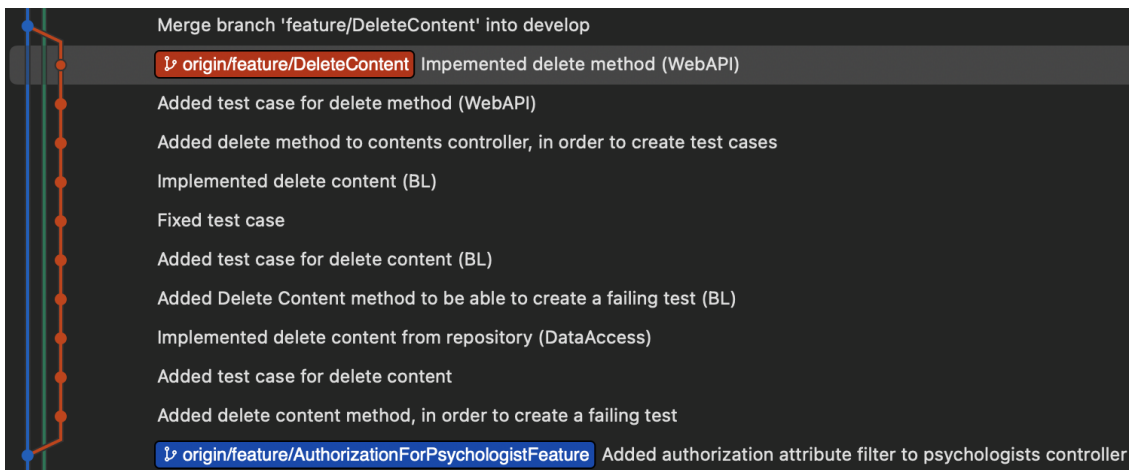 Merge branch 'feature/DeleteContent' into develop
origin/feature/DeleteContent Impemented delete method (WebAPI)
Added test case for delete method (WebAPI)
Added delete method to contents controller, in order to create test cases
Implemented delete content (BL)
Fixed test case
Added test case for delete content (BL)
Added Delete Content method to be able to create a failing test (BL)
Implemented delete content from repository (DataAccess)
Added test case for delete content
Added delete content method, in order to create a failing test
origin/feature/AuthorizationForPsychologistFeature Added authorization attribute filter to psychologists controller